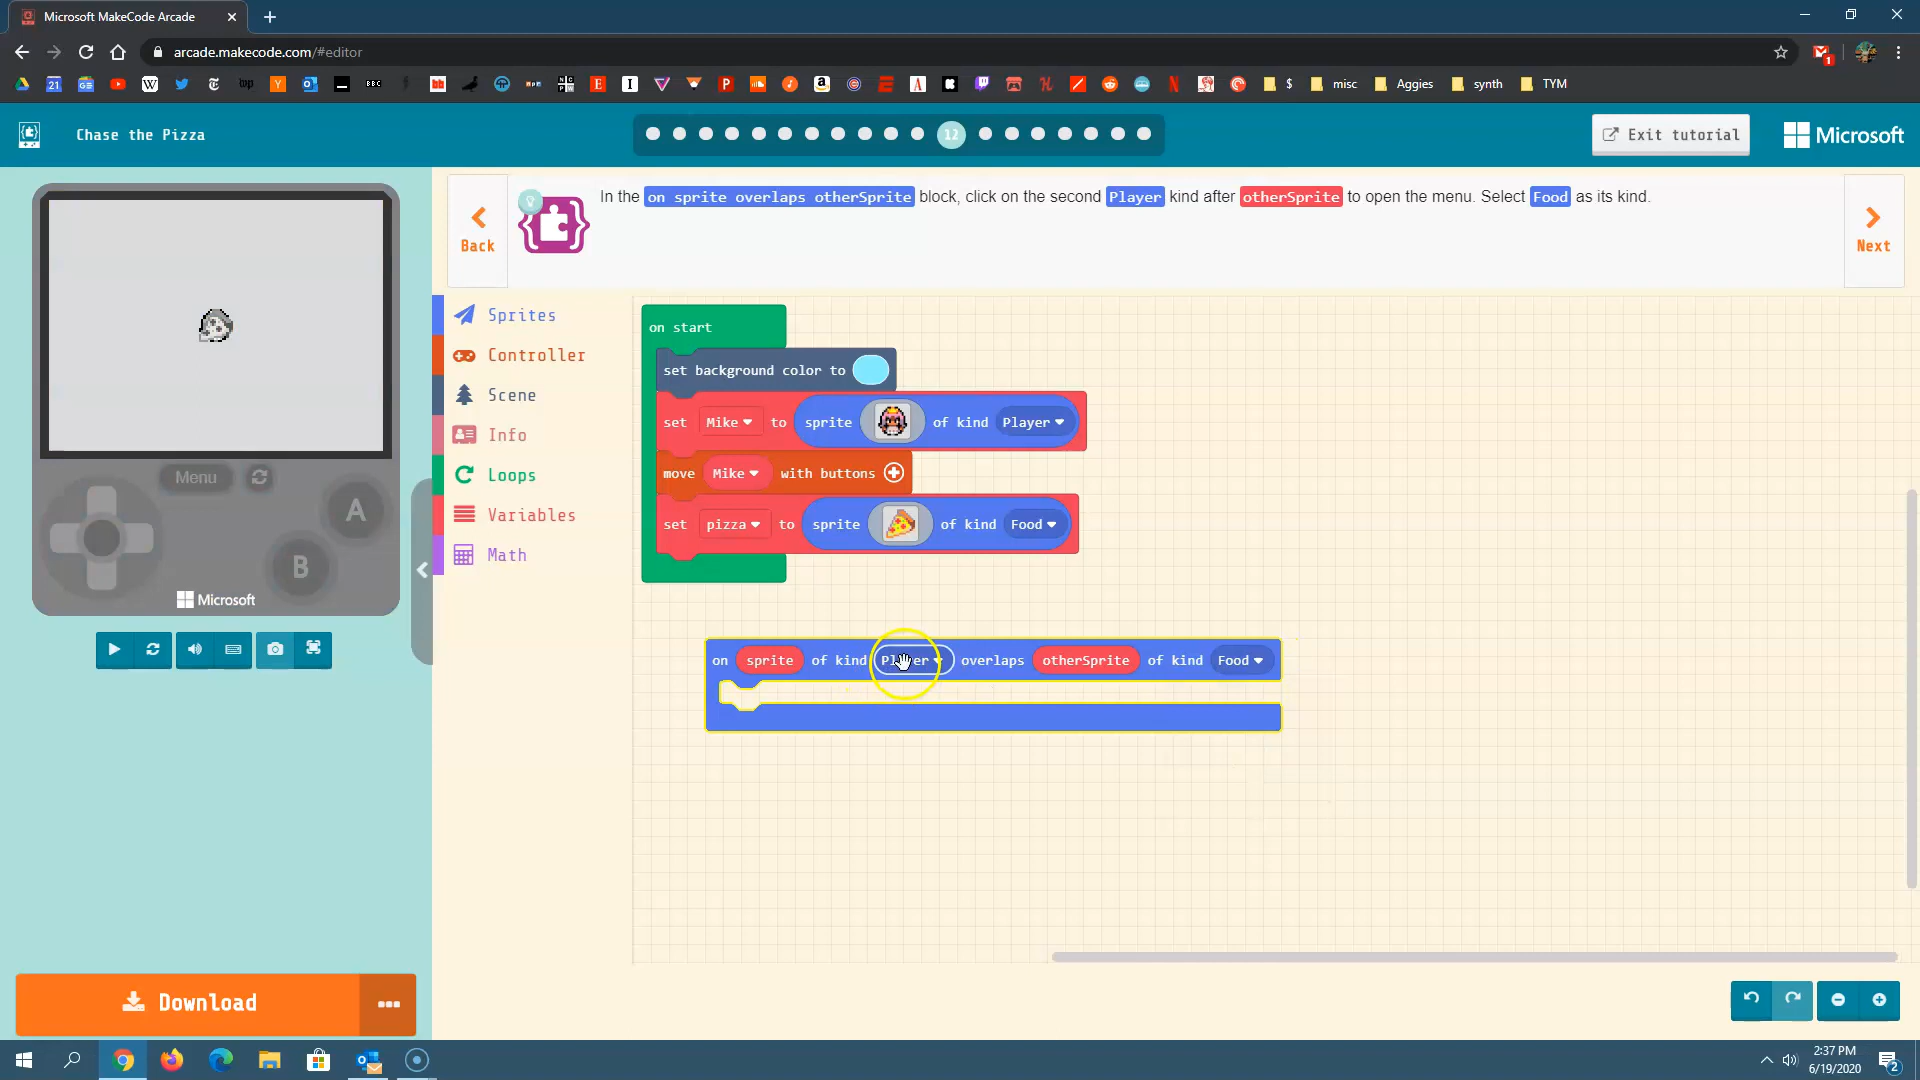 Microsoft MakeCode Arcade
arcade.makecode.com/#editor
$
misc
Aggies
synth
TYM
Chase the Pizza
12
Exit tutorial
Microsoft
Back
In the on sprite overlaps otherSprite block, click on the second Player kind after otherSprite to open the menu. Select Food as its kind.
Next
Menu
A
B
Microsoft
Sprites
Controller
Scene
Info
Loops
Variables
Math
on start
set background color to
set Mike to sprite of kind Player
move Mike with buttons
set pizza to sprite of kind Food
on sprite of kind Player overlaps otherSprite of kind Food
Download
2:37 PM
6/19/2020
2